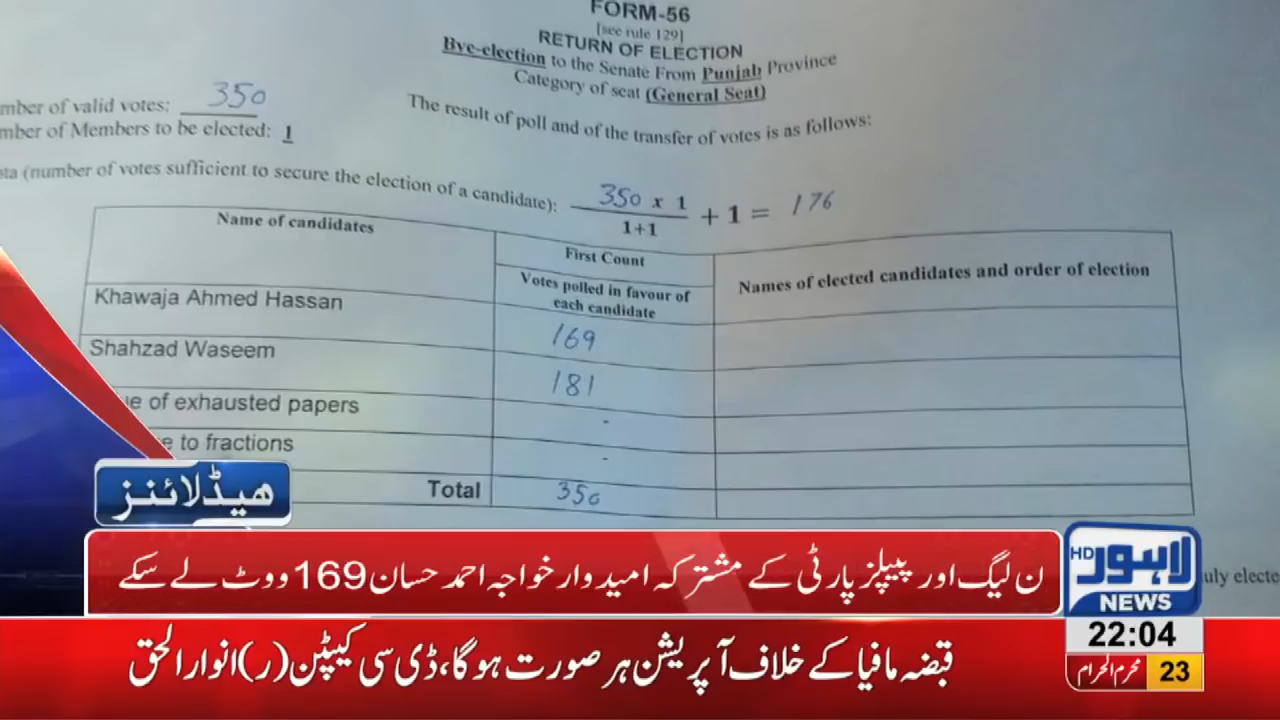 FORM-56
[see rule 129]
RETURN OF ELECTION
Bye-election to the Senate From Punjab Province
Category of seat (General Seat)
mber of valid votes: 350
mber of Members to be elected: 1
The result of poll and of the transfer of votes is as follows:
ta (number of votes sufficient to secure the election of a candidate): 350 x 1 / 1+1 + 1 = 176
Name of candidates
First Count
Votes polled in favour of each candidate
Names of elected candidates and order of election
Khawaja Ahmed Hassan 169
Shahzad Waseem 181
e of exhausted papers -
e to fractions -
Total 350
uly electe
ھیڈلائنز
ن لیگ اور پیپلز پارٹی کے مشترکہ امیدوار خواجہ احمد حسان 169 ووٹ لے سکے
HD لاہور
NEWS
22:04
محرم الحرام 23
قبضہ مافیا کے خلاف آپریشن ہر صورت ہوگا، ڈی سی کیپٹن (ر) انوار الحق